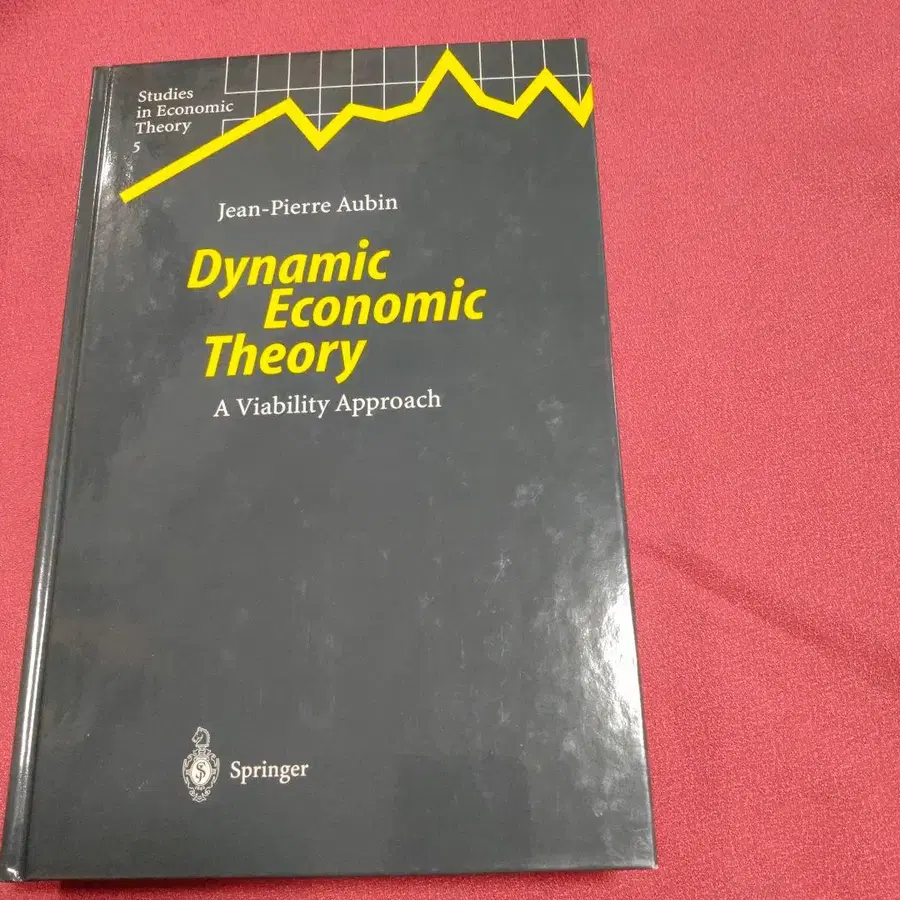 Studies
in Economic
Theory
5
Jean-Pierre Aubin
Dynamic
Economic
Theory
A Viability Approach
Springer